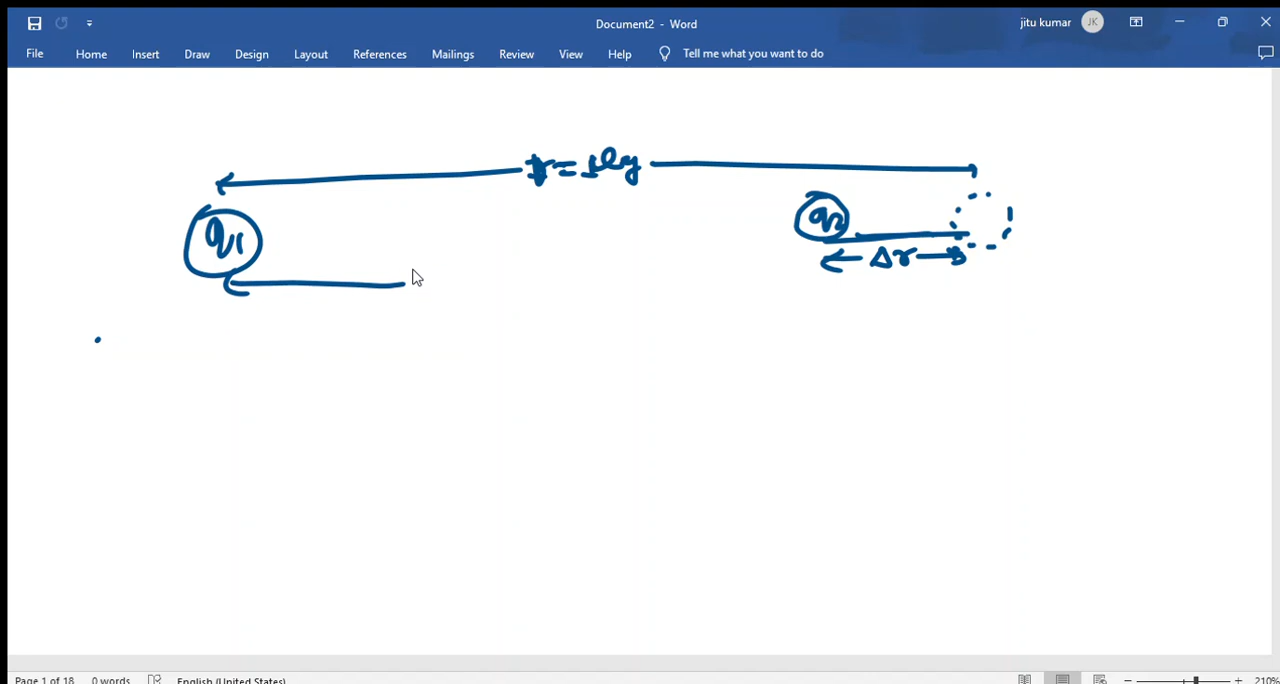 Document2 - Word
jitu kumar JK
File Home Insert Draw Design Layout References Mailings Review View Help Tell me what you want to do
r = 1ly
q1
q2
Δr
Page 1 of 18 0 words English (United States) 210%